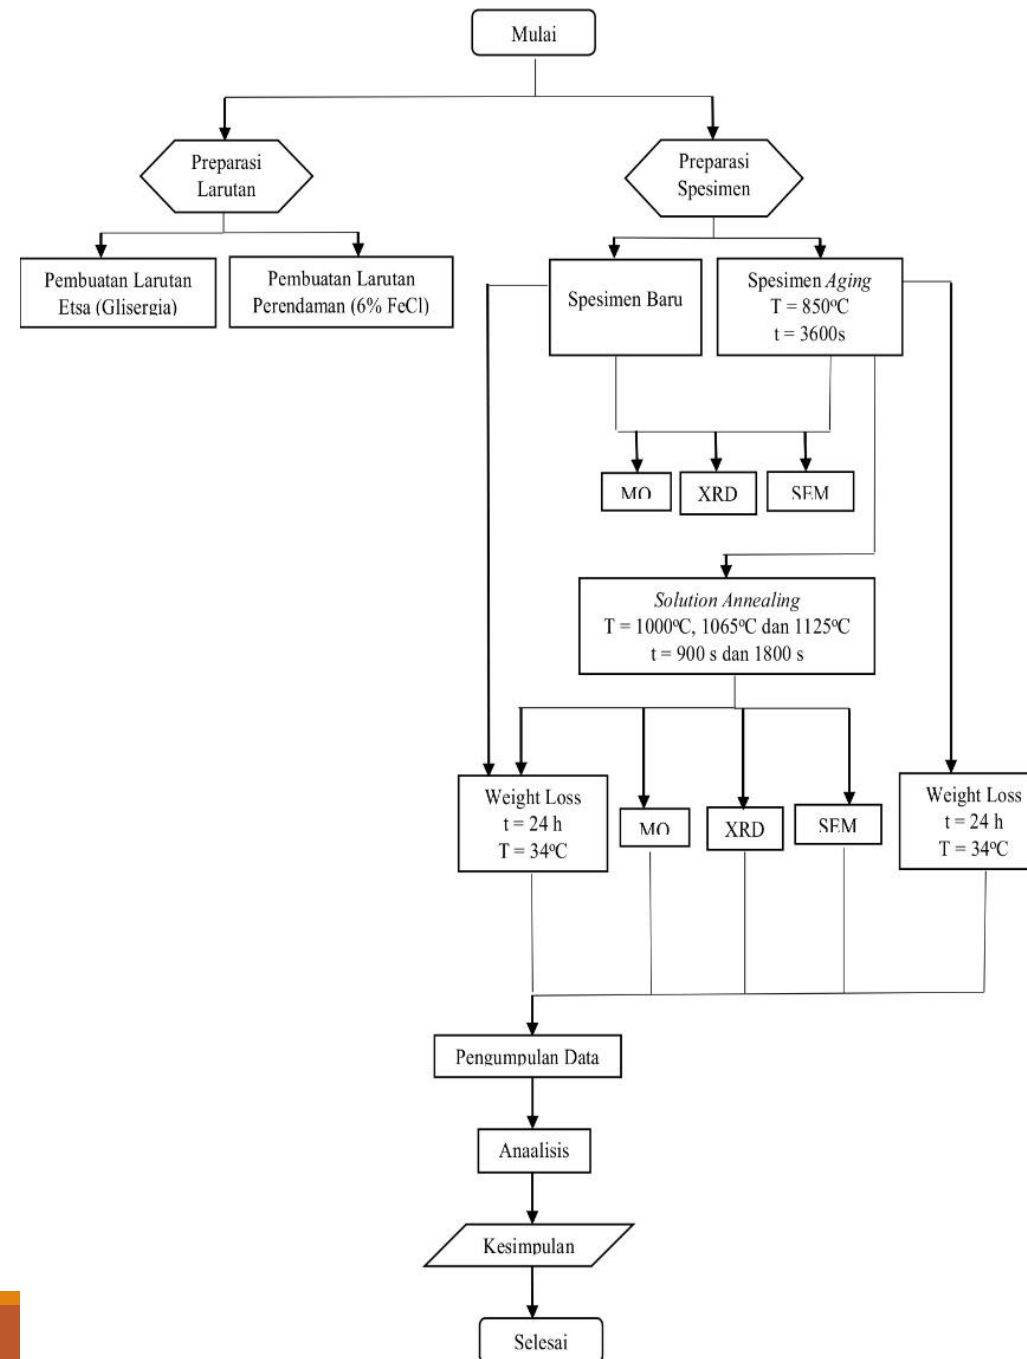 Mulai
Preparasi
Larutan
Preparasi
Spesimen
Pembuatan Larutan
Etsa (Glisergia)
Pembuatan Larutan
Perendaman (6% FeCl)
Spesimen Baru
Spesimen Aging
T = 850ºC
t = 3600s
MO
XRD
SEM
Solution Annealing
T = 1000ºC, 1065ºC dan 1125ºC
t = 900 s dan 1800 s
Weight Loss
t = 24 h
T = 34ºC
MO
XRD
SEM
Weight Loss
t = 24 h
T = 34ºC
Pengumpulan Data
Anaalisis
Kesimpulan
Selesai